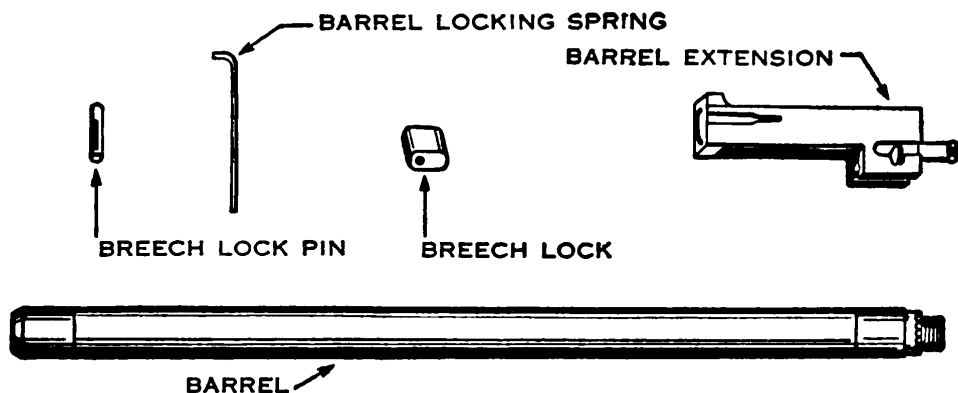 BARREL LOCKING SPRING
BARREL EXTENSION
BREECH LOCK PIN
BREECH LOCK
BARREL